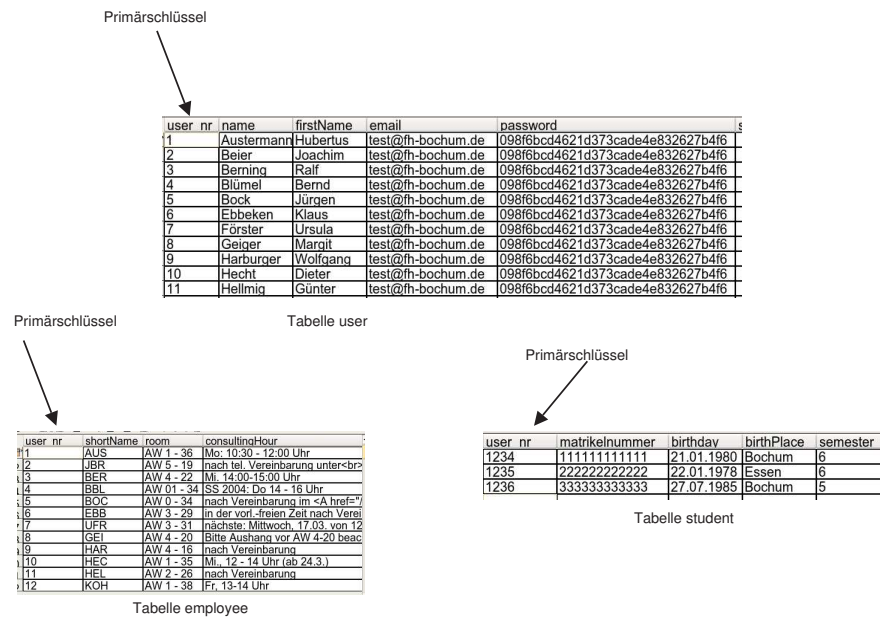 Primärschlüssel
user_nr name firstName email password s
1 Austermann Hubertus test@fh-bochum.de 098f6bcd4621d373cade4e832627b4f6
2 Beier Joachim test@fh-bochum.de 098f6bcd4621d373cade4e832627b4f6
3 Berning Ralf test@fh-bochum.de 098f6bcd4621d373cade4e832627b4f6
4 Blümel Bernd test@fh-bochum.de 098f6bcd4621d373cade4e832627b4f6
5 Bock Jürgen test@fh-bochum.de 098f6bcd4621d373cade4e832627b4f6
6 Ebbeken Klaus test@fh-bochum.de 098f6bcd4621d373cade4e832627b4f6
7 Förster Ursula test@fh-bochum.de 098f6bcd4621d373cade4e832627b4f6
8 Geiger Margit test@fh-bochum.de 098f6bcd4621d373cade4e832627b4f6
9 Harburger Wolfgang test@fh-bochum.de 098f6bcd4621d373cade4e832627b4f6
10 Hecht Dieter test@fh-bochum.de 098f6bcd4621d373cade4e832627b4f6
11 Hellmig Günter test@fh-bochum.de 098f6bcd4621d373cade4e832627b4f6
Tabelle user
Primärschlüssel
user_nr shortName room consultingHour
1 AUS AW 1 - 36 Mo: 10:30 - 12:00 Uhr
2 JBR AW 5 - 19 nach tel. Vereinbarung unter<br>
3 BER AW 4 - 22 Mi. 14:00-15:00 Uhr
4 BBL AW 01 - 34 SS 2004: Do 14 - 16 Uhr
5 BOC AW 0 - 34 nach Vereinbarung im <A href="/
6 EBB AW 3 - 29 in der vorl.-freien Zeit nach Verei
7 UFR AW 3 - 31 nächste: Mittwoch, 17.03. von 12
8 GEI AW 4 - 20 Bitte Aushang vor AW 4-20 beac
9 HAR AW 4 - 16 nach Vereinbarung
10 HEC AW 1 - 35 Mi., 12 - 14 Uhr (ab 24.3.)
11 HEL AW 2 - 26 nach Vereinbarung
12 KOH AW 1 - 38 Fr, 13-14 Uhr
Tabelle employee
Primärschlüssel
user_nr matrikelnummer birthday birthPlace semester
1234 111111111111 21.01.1980 Bochum 6
1235 222222222222 22.01.1978 Essen 6
1236 333333333333 27.07.1985 Bochum 5
Tabelle student